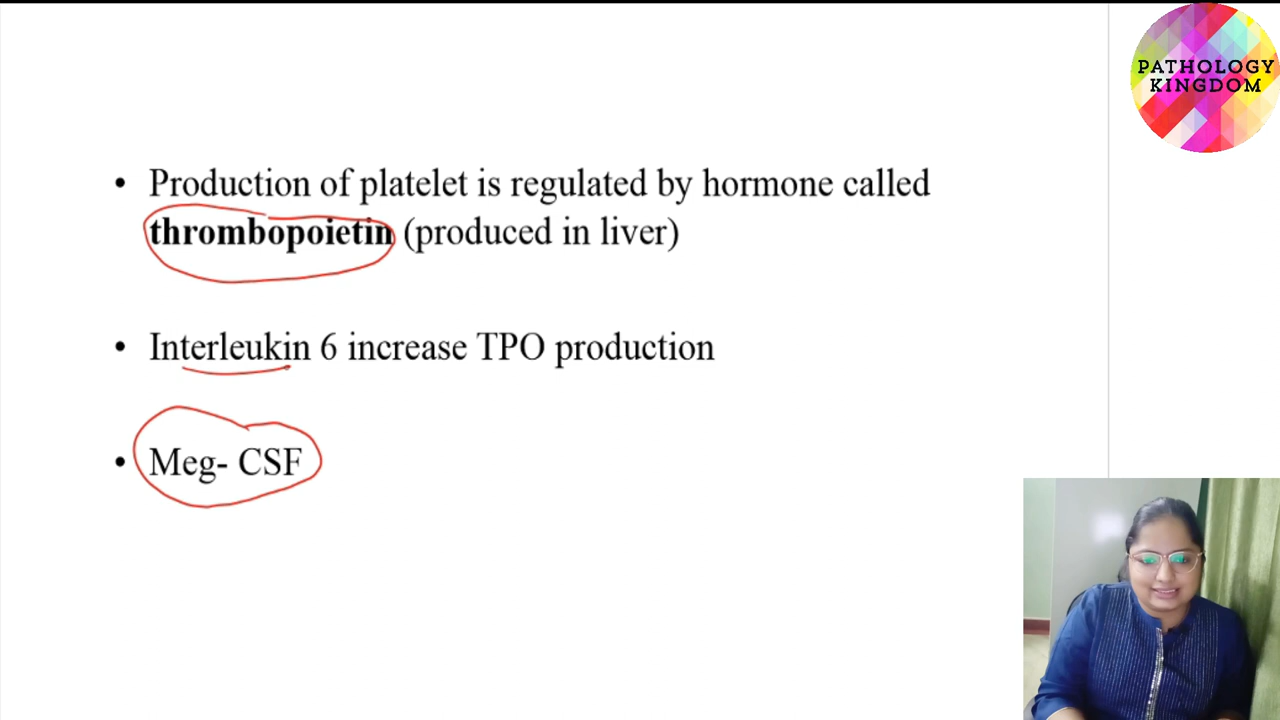 PATHOLOGY
KINGDOM
• Production of platelet is regulated by hormone called
thrombopoietin (produced in liver)
• Interleukin 6 increase TPO production
• Meg- CSF